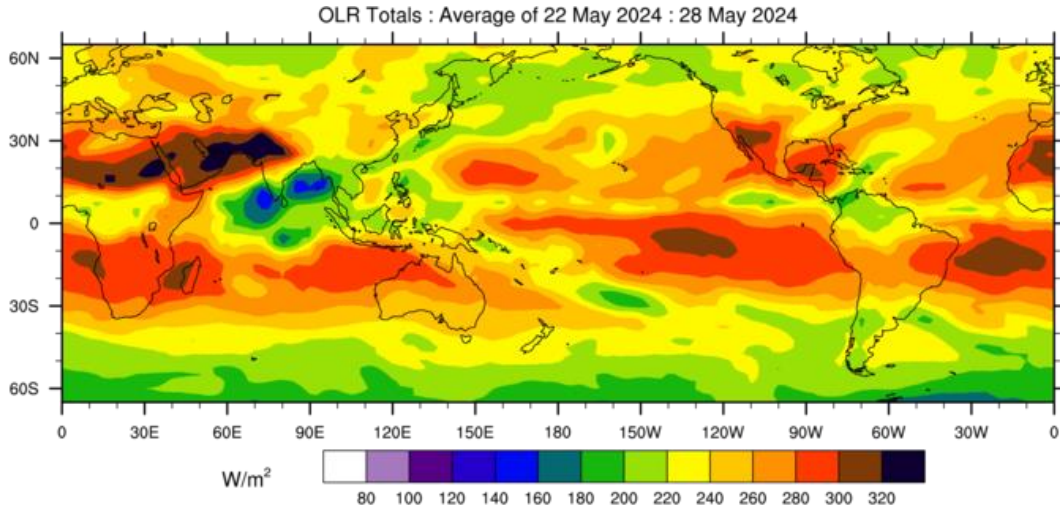 OLR Totals : Average of 22 May 2024 : 28 May 2024
60N
30N
0
30S
60S
0 30E 60E 90E 120E 150E 180 150W 120W 90W 60W 30W 0
W/m²
80 100 120 140 160 180 200 220 240 260 280 300 320